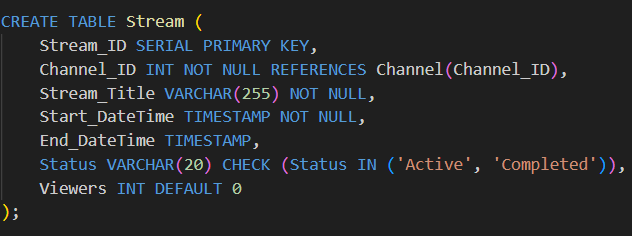 CREATE TABLE Stream (
    Stream_ID SERIAL PRIMARY KEY,
    Channel_ID INT NOT NULL REFERENCES Channel(Channel_ID),
    Stream_Title VARCHAR(255) NOT NULL,
    Start_DateTime TIMESTAMP NOT NULL,
    End_DateTime TIMESTAMP,
    Status VARCHAR(20) CHECK (Status IN ('Active', 'Completed')),
    Viewers INT DEFAULT 0
);